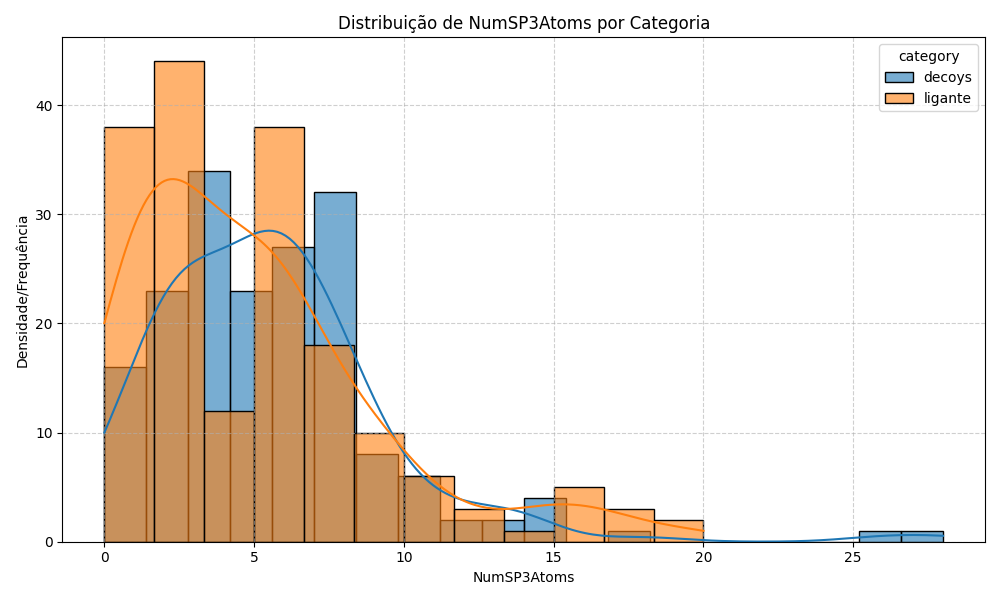 Distribuição de NumSP3Atoms por Categoria
category
decoys
ligante
Densidade/Frequência
40
30
20
10
0
0 5 10 15 20 25
NumSP3Atoms